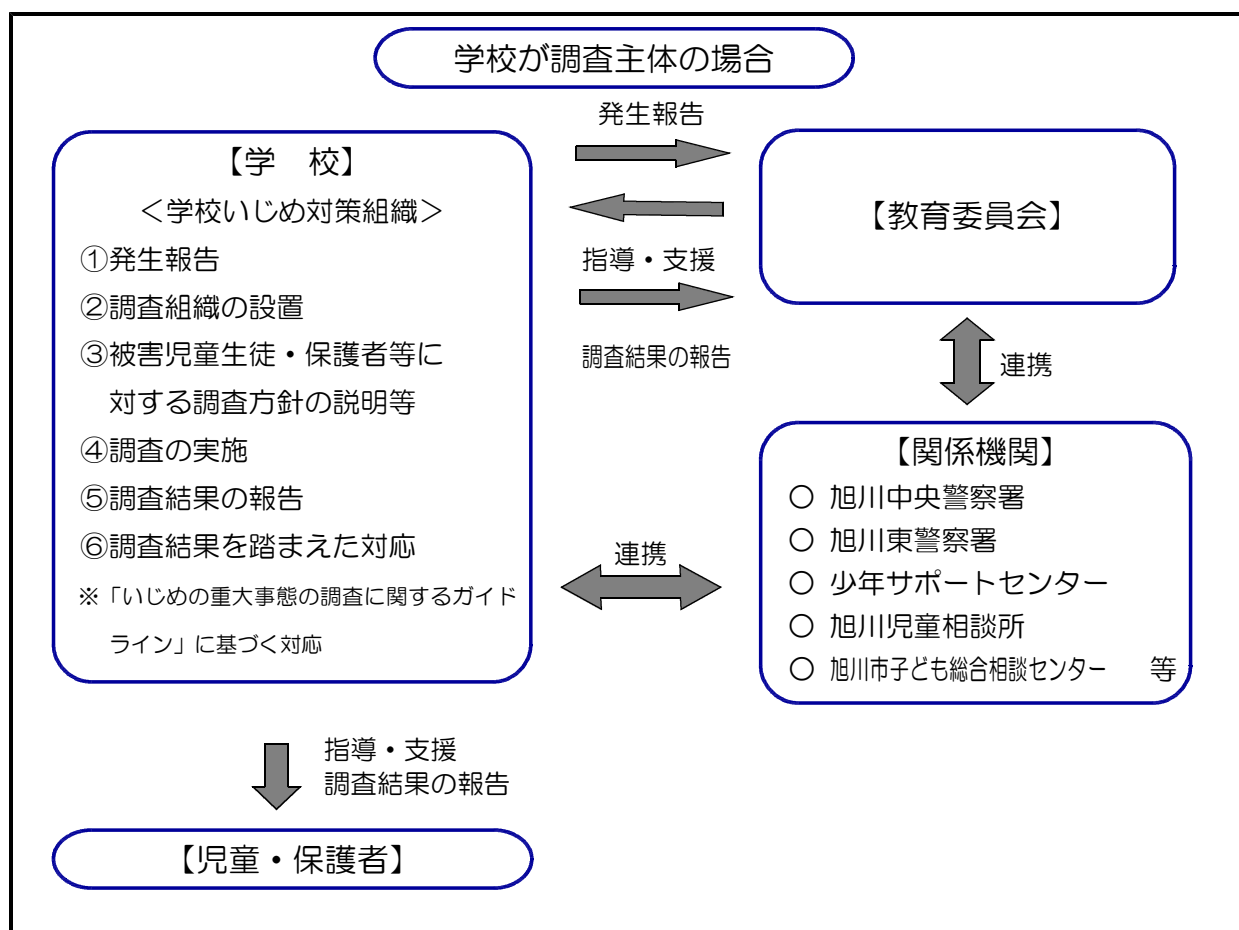 学校が調査主体の場合
発生報告
【学　校】
＜学校いじめ対策組織＞
①発生報告
②調査組織の設置
③被害児童生徒・保護者等に
対する調査方針の説明等
④調査の実施
⑤調査結果の報告
⑥調査結果を踏まえた対応
※「いじめの重大事態の調査に関するガイド
ライン」に基づく対応
指導・支援
調査結果の報告
【教育委員会】
連携
【関係機関】
○ 旭川中央警察署
○ 旭川東警察署
○ 少年サポートセンター
○ 旭川児童相談所
○ 旭川市子ども総合相談センター　等
連携
指導・支援
調査結果の報告
【児童・保護者】